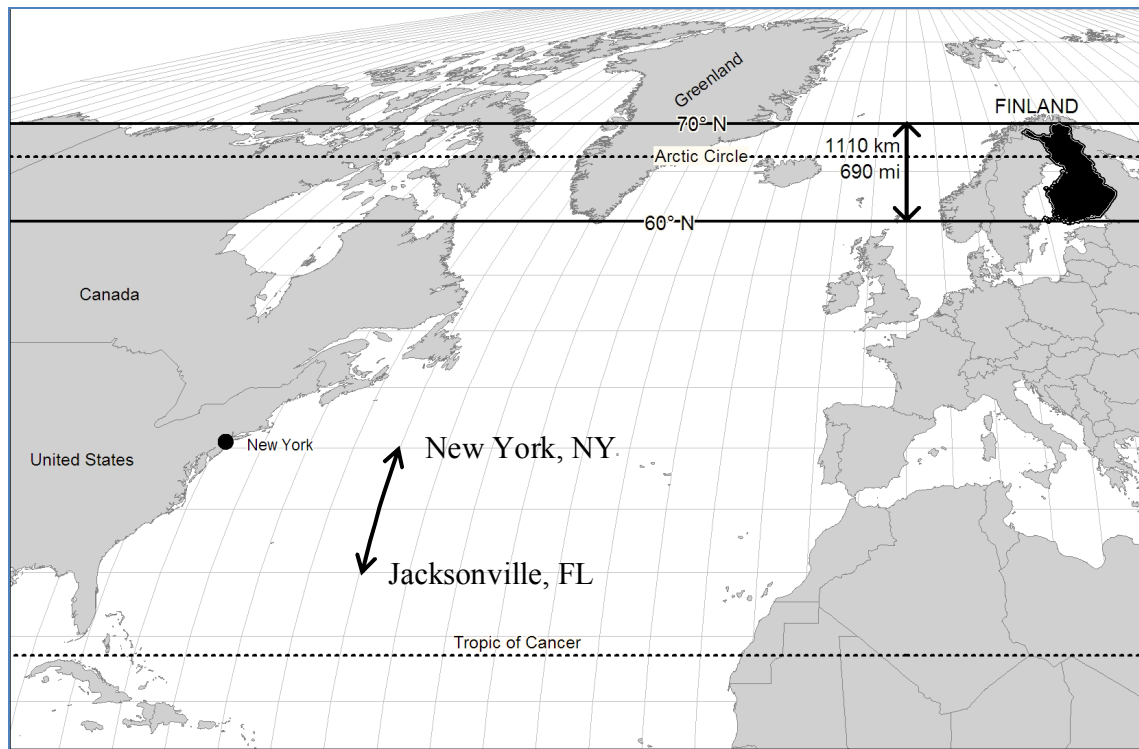 Greenland
FINLAND
70° N
1110 km
690 mi
Arctic Circle
60° N
Canada
New York
New York, NY
United States
Jacksonville, FL
Tropic of Cancer